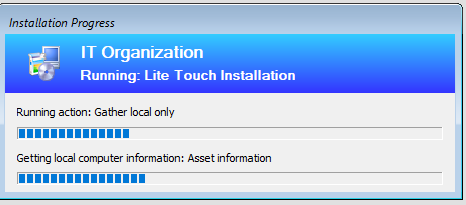 Installation Progress
IT Organization
Running: Lite Touch Installation
Running action: Gather local only
Getting local computer information: Asset information